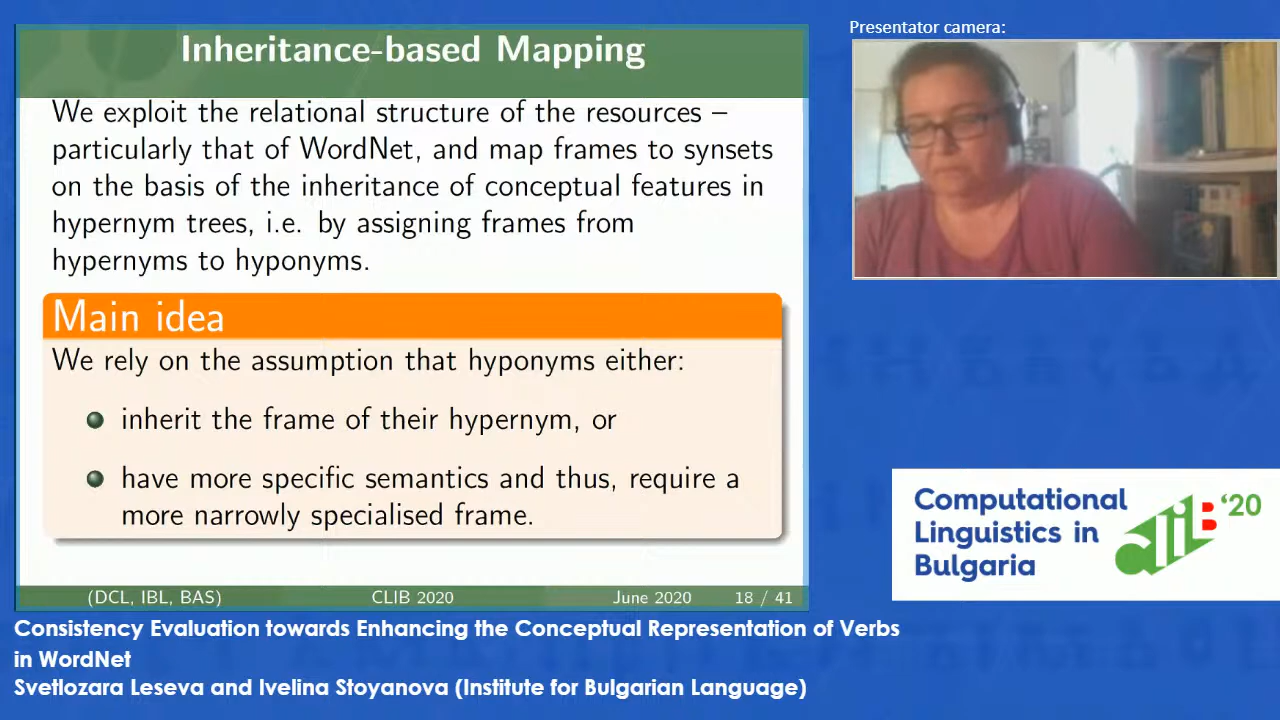 Inheritance-based Mapping
Presentator camera:
We exploit the relational structure of the resources –
particularly that of WordNet, and map frames to synsets
on the basis of the inheritance of conceptual features in
hypernym trees, i.e. by assigning frames from
hypernyms to hyponyms.
Main idea
We rely on the assumption that hyponyms either:
inherit the frame of their hypernym, or
have more specific semantics and thus, require a
more narrowly specialised frame.
(DCL, IBL, BAS) CLIB 2020 June 2020 18 / 41
Computational
Linguistics in
Bulgaria
CLIB '20
Consistency Evaluation towards Enhancing the Conceptual Representation of Verbs
in WordNet
Svetlozara Leseva and Ivelina Stoyanova (Institute for Bulgarian Language)